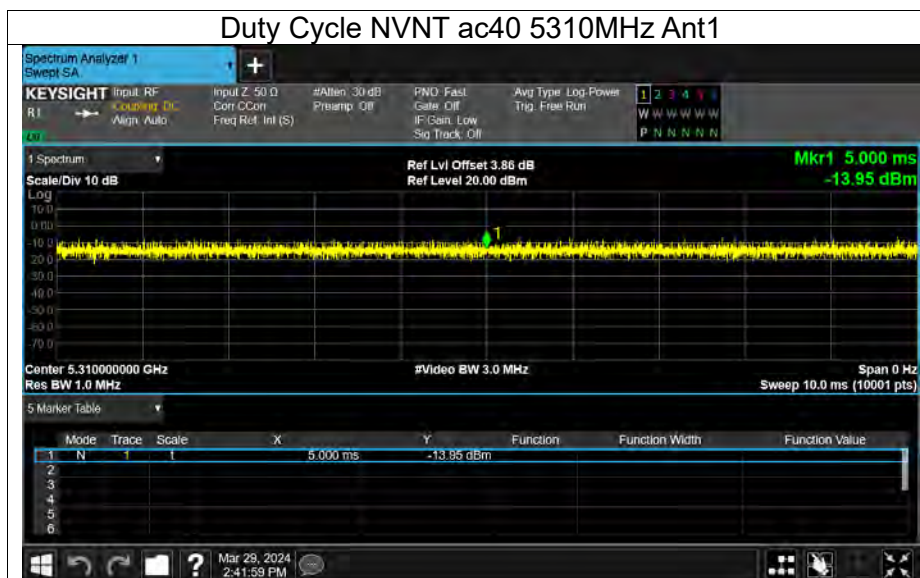 Duty Cycle NVNT ac40 5310MHz Ant1
Spectrum Analyzer 1
Swept SA
+
KEYSIGHT Input: RF Input Z: 50 Ω #Atten: 30 dB PNO: Fast Avg Type: Log-Power 1 2 3 4 5 6
R1 Coupling: DC Corr CCorr Preamp: Off Gate: Off Trig: Free Run W W W W W W
Align: Auto Freq Ref: Int (S) IF Gain: Low P N N N N N
Sig Track: Off
1 Spectrum Ref Lvl Offset 3.86 dB Mkr1 5.000 ms
Scale/Div 10 dB Ref Level 20.00 dBm -13.95 dBm
Log
10.0
0.00
-10.0
-20.0
-30.0
-40.0
-50.0
-60.0
-70.0
1
Center 5.310000000 GHz #Video BW 3.0 MHz Span 0 Hz
Res BW 1.0 MHz Sweep 10.0 ms (10001 pts)
5 Marker Table
Mode Trace Scale X Y Function Function Width Function Value
1 N 1 t 5.000 ms -13.95 dBm
2
3
4
5
6
? Mar 29, 2024
2:41:59 PM